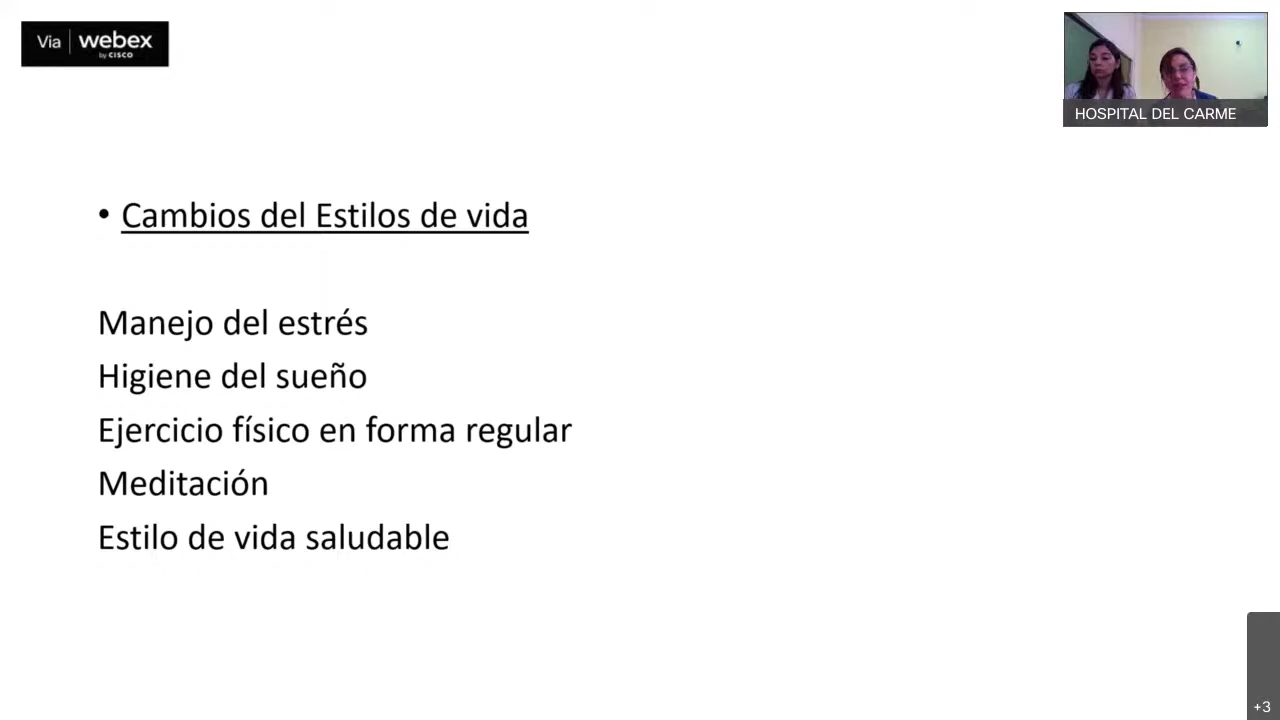 Via webex
by CISCO
HOSPITAL DEL CARME
• Cambios del Estilos de vida
Manejo del estrés
Higiene del sueño
Ejercicio físico en forma regular
Meditación
Estilo de vida saludable
+3